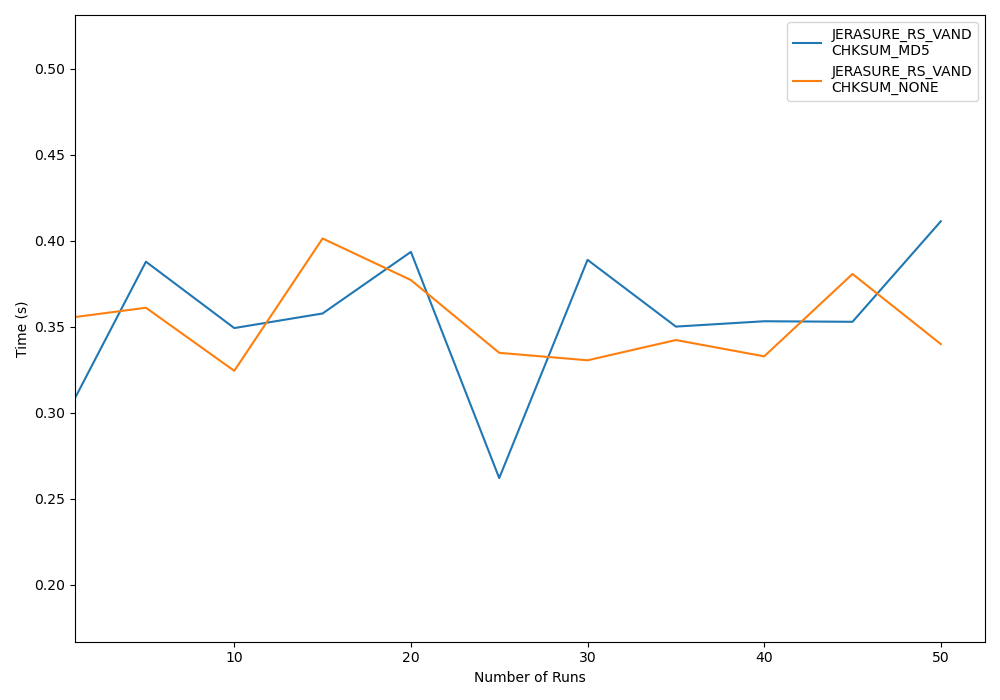 JERASURE_RS_VAND
CHKSUM_MD5
JERASURE_RS_VAND
CHKSUM_NONE
0.50
0.45
0.40
0.35
0.30
0.25
0.20
Time (s)
10 20 30 40 50
Number of Runs